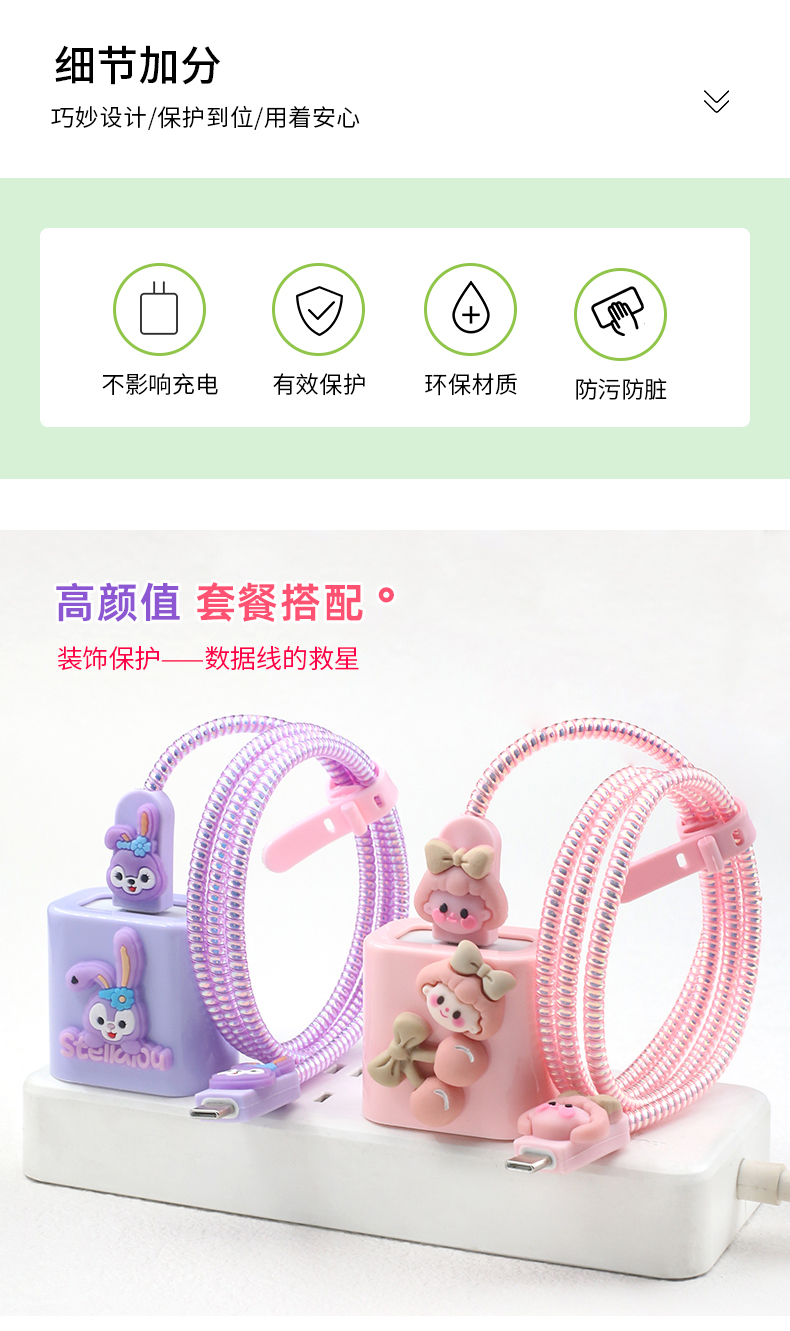 细节加分
巧妙设计/保护到位/用着安心
不影响充电
有效保护
环保材质
防污防脏
高颜值 套餐搭配
装饰保护——数据线的救星
StellaLou